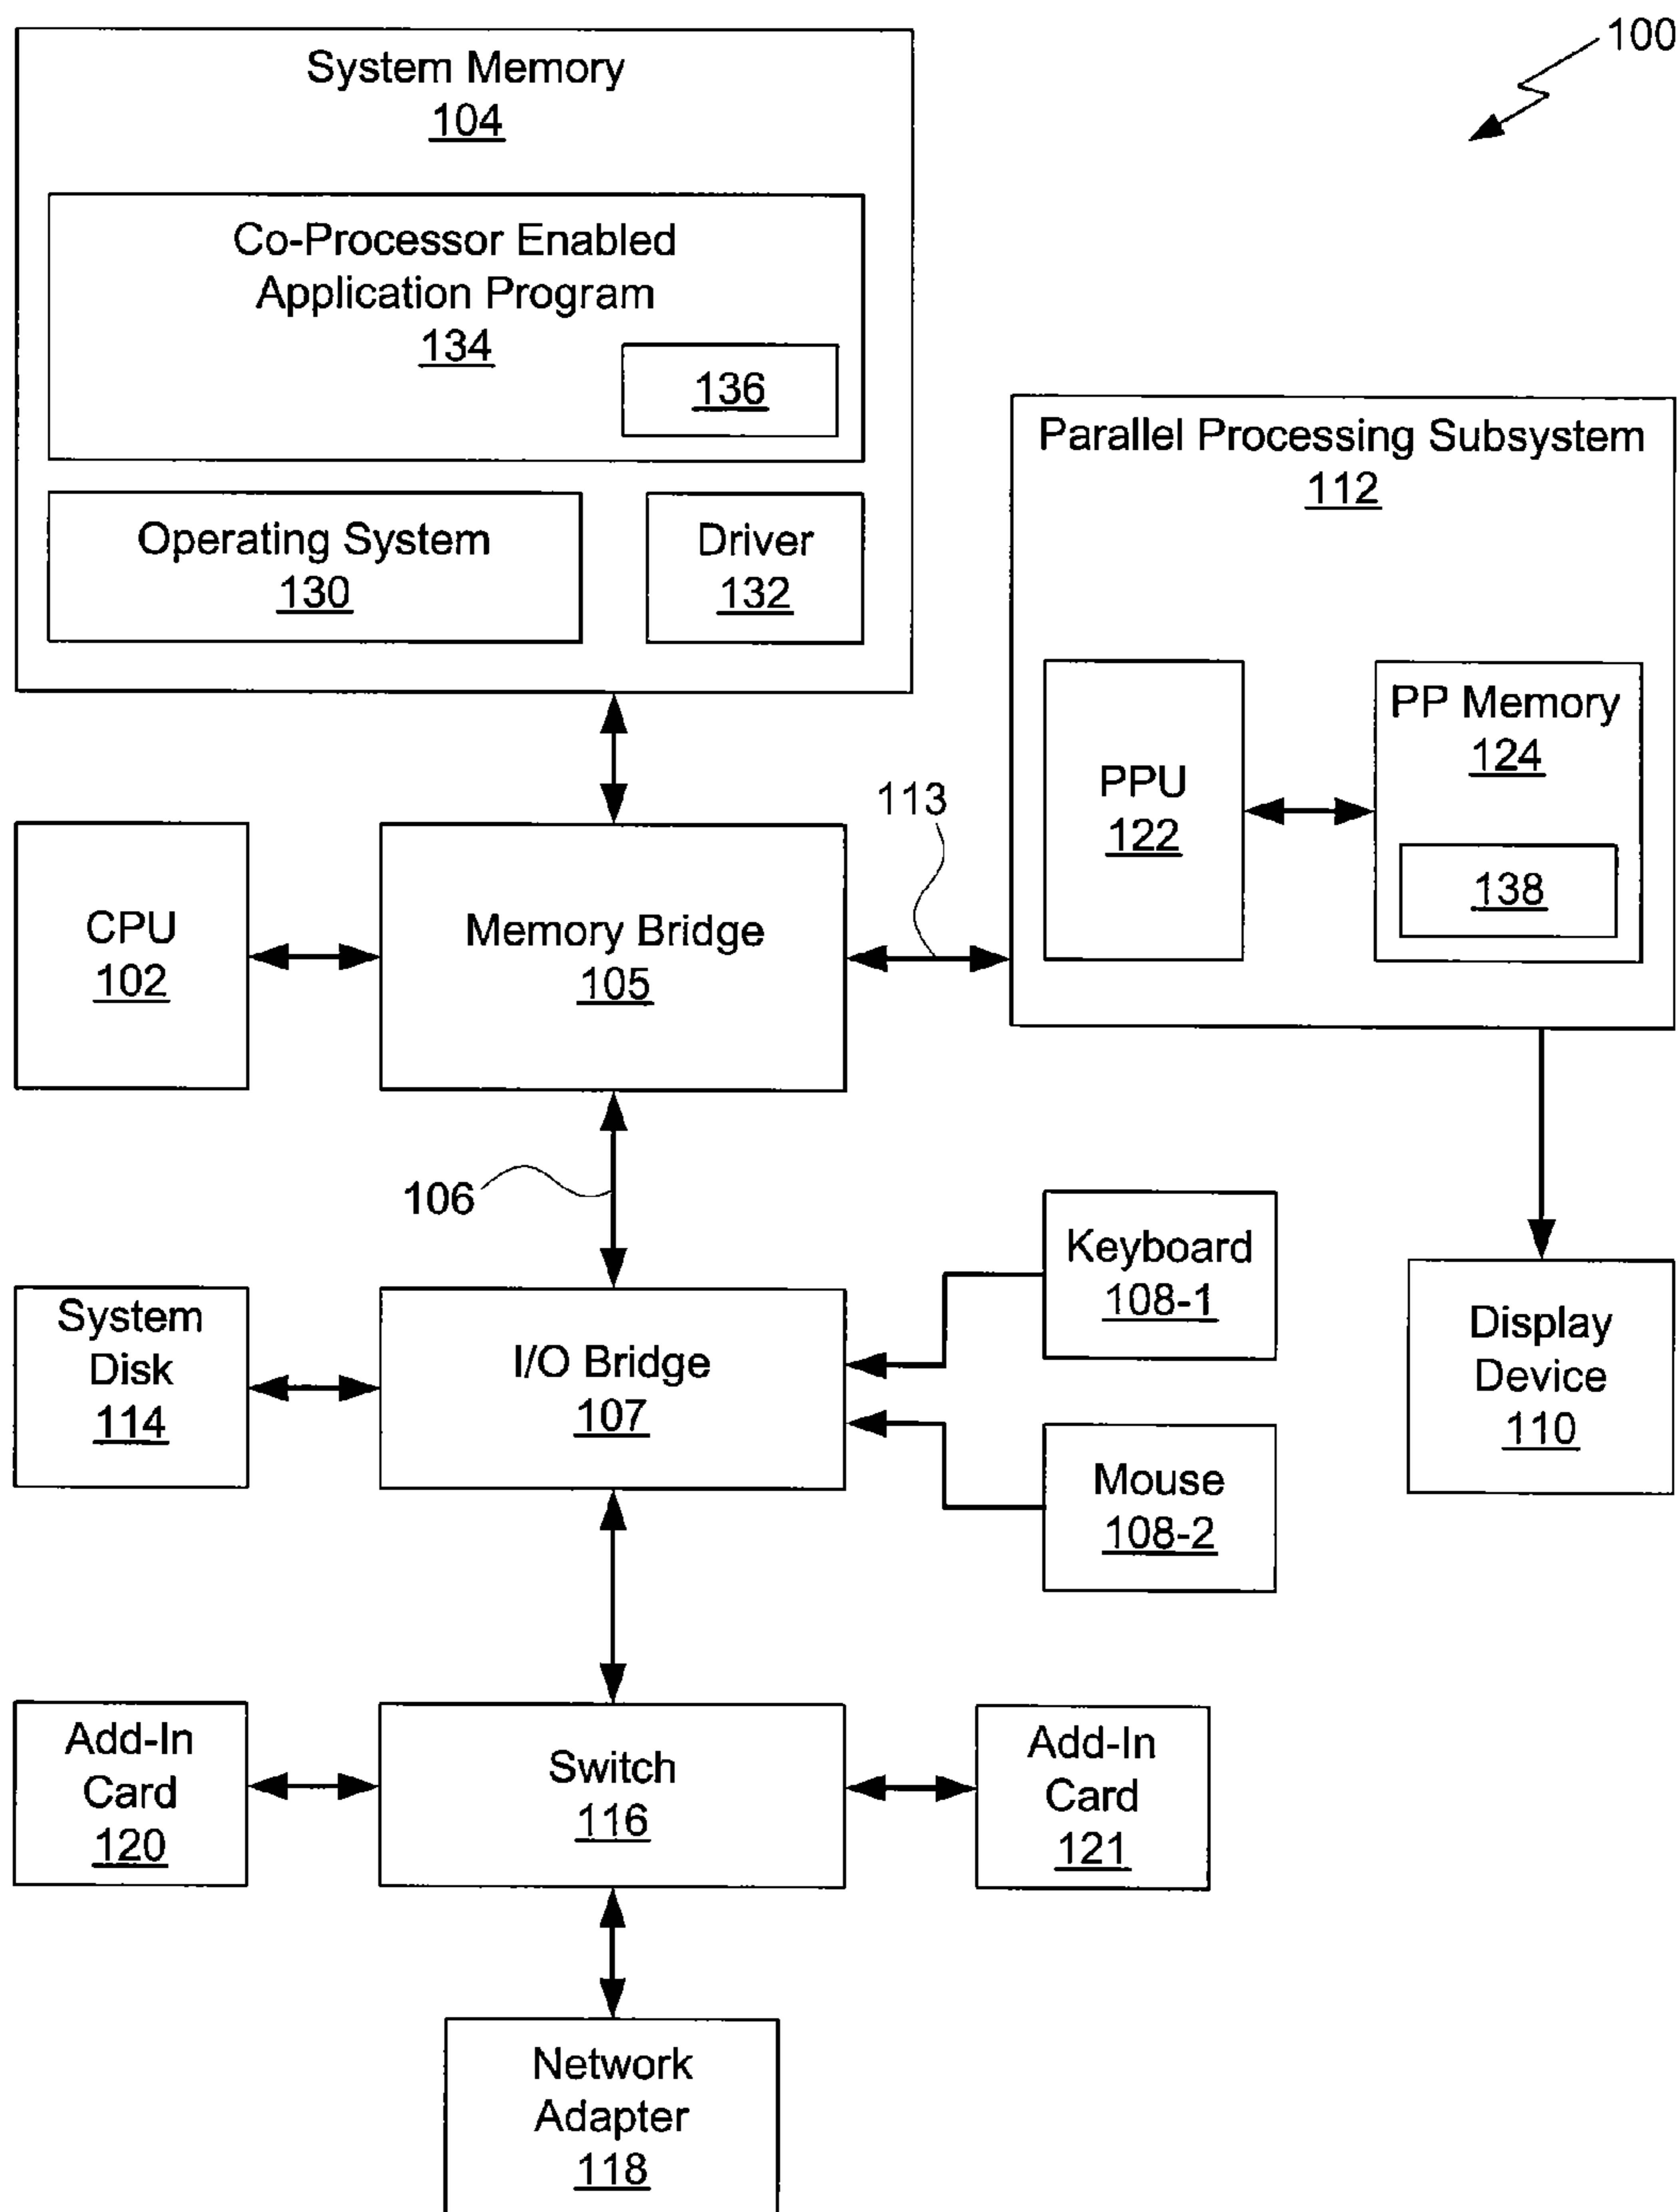 100
System Memory
104
Co-Processor Enabled
Application Program
134
136
Operating System
130
Driver
132
Parallel Processing Subsystem
112
PPU
122
PP Memory
124
138
113
CPU
102
Memory Bridge
105
106
System
Disk
114
I/O Bridge
107
Keyboard
108-1
Mouse
108-2
Display
Device
110
Add-In
Card
120
Switch
116
Add-In
Card
121
Network
Adapter
118